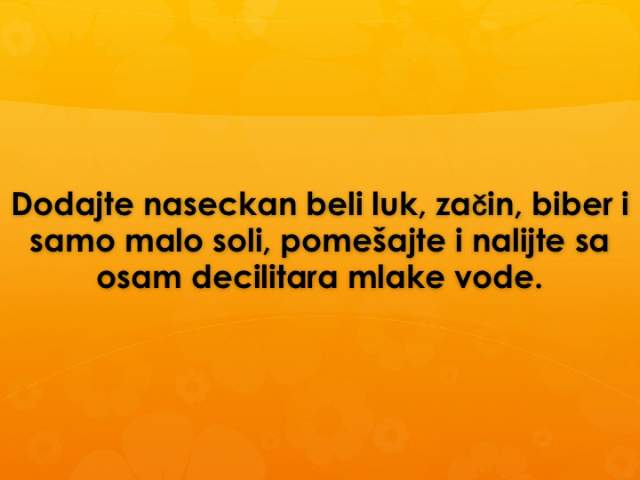 Dodajte naseckan beli luk, začin, biber i
samo malo soli, pomešajte i nalijte sa
osam decilitara mlake vode.